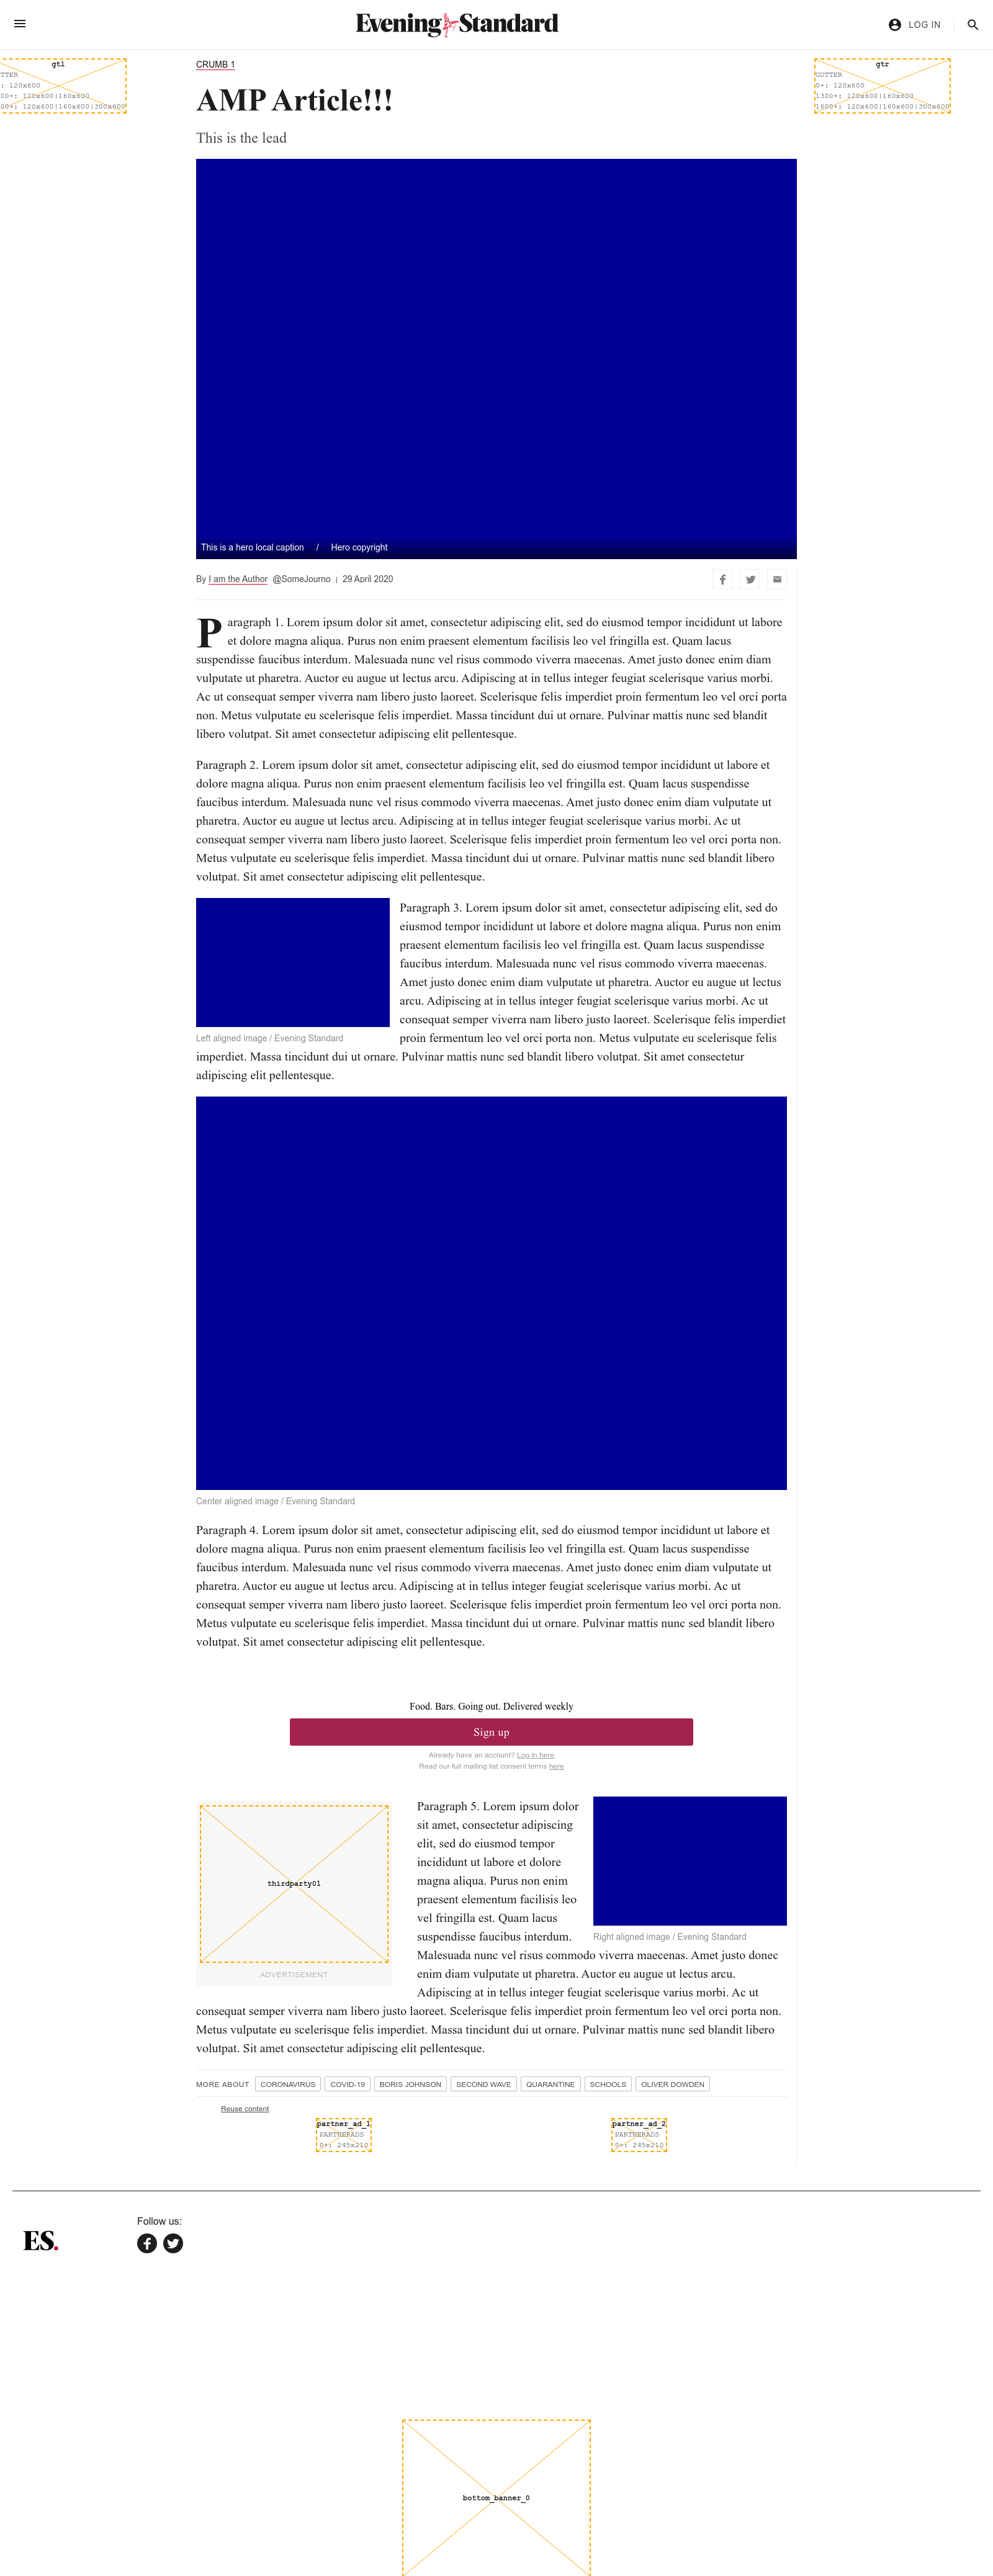 Evening Standard
LOG IN
gtl
TTER
: 120x600
00+: 120x600|160x600
00+: 120x600|160x600|300x600
CRUMB 1
gtr
GUTTER
0+: 120x600
1300+: 120x600|160x600
1600+: 120x600|160x600|300x600
AMP Article!!!
This is the lead
This is a hero local caption / Hero copyright
By I am the Author @SomeJourno | 29 April 2020
Paragraph 1. Lorem ipsum dolor sit amet, consectetur adipiscing elit, sed do eiusmod tempor incididunt ut labore
et dolore magna aliqua. Purus non enim praesent elementum facilisis leo vel fringilla est. Quam lacus
suspendisse faucibus interdum. Malesuada nunc vel risus commodo viverra maecenas. Amet justo donec enim diam
vulputate ut pharetra. Auctor eu augue ut lectus arcu. Adipiscing at in tellus integer feugiat scelerisque varius morbi.
Ac ut consequat semper viverra nam libero justo laoreet. Scelerisque felis imperdiet proin fermentum leo vel orci porta
non. Metus vulputate eu scelerisque felis imperdiet. Massa tincidunt dui ut ornare. Pulvinar mattis nunc sed blandit
libero volutpat. Sit amet consectetur adipiscing elit pellentesque.
Paragraph 2. Lorem ipsum dolor sit amet, consectetur adipiscing elit, sed do eiusmod tempor incididunt ut labore et
dolore magna aliqua. Purus non enim praesent elementum facilisis leo vel fringilla est. Quam lacus suspendisse
faucibus interdum. Malesuada nunc vel risus commodo viverra maecenas. Amet justo donec enim diam vulputate ut
pharetra. Auctor eu augue ut lectus arcu. Adipiscing at in tellus integer feugiat scelerisque varius morbi. Ac ut
consequat semper viverra nam libero justo laoreet. Scelerisque felis imperdiet proin fermentum leo vel orci porta non.
Metus vulputate eu scelerisque felis imperdiet. Massa tincidunt dui ut ornare. Pulvinar mattis nunc sed blandit libero
volutpat. Sit amet consectetur adipiscing elit pellentesque.
Left aligned image / Evening Standard
Paragraph 3. Lorem ipsum dolor sit amet, consectetur adipiscing elit, sed do
eiusmod tempor incididunt ut labore et dolore magna aliqua. Purus non enim
praesent elementum facilisis leo vel fringilla est. Quam lacus suspendisse
faucibus interdum. Malesuada nunc vel risus commodo viverra maecenas.
Amet justo donec enim diam vulputate ut pharetra. Auctor eu augue ut lectus
arcu. Adipiscing at in tellus integer feugiat scelerisque varius morbi. Ac ut
consequat semper viverra nam libero justo laoreet. Scelerisque felis imperdiet
proin fermentum leo vel orci porta non. Metus vulputate eu scelerisque felis
imperdiet. Massa tincidunt dui ut ornare. Pulvinar mattis nunc sed blandit libero volutpat. Sit amet consectetur
adipiscing elit pellentesque.
Center aligned image / Evening Standard
Paragraph 4. Lorem ipsum dolor sit amet, consectetur adipiscing elit, sed do eiusmod tempor incididunt ut labore et
dolore magna aliqua. Purus non enim praesent elementum facilisis leo vel fringilla est. Quam lacus suspendisse
faucibus interdum. Malesuada nunc vel risus commodo viverra maecenas. Amet justo donec enim diam vulputate ut
pharetra. Auctor eu augue ut lectus arcu. Adipiscing at in tellus integer feugiat scelerisque varius morbi. Ac ut
consequat semper viverra nam libero justo laoreet. Scelerisque felis imperdiet proin fermentum leo vel orci porta non.
Metus vulputate eu scelerisque felis imperdiet. Massa tincidunt dui ut ornare. Pulvinar mattis nunc sed blandit libero
volutpat. Sit amet consectetur adipiscing elit pellentesque.
Food. Bars. Going out. Delivered weekly
Sign up
Already have an account? Log in here
Read our full mailing list consent terms here
thirdparty01
ADVERTISEMENT
Right aligned image / Evening Standard
Paragraph 5. Lorem ipsum dolor
sit amet, consectetur adipiscing
elit, sed do eiusmod tempor
incididunt ut labore et dolore
magna aliqua. Purus non enim
praesent elementum facilisis leo
vel fringilla est. Quam lacus
suspendisse faucibus interdum.
Malesuada nunc vel risus commodo viverra maecenas. Amet justo donec
enim diam vulputate ut pharetra. Auctor eu augue ut lectus arcu.
Adipiscing at in tellus integer feugiat scelerisque varius morbi. Ac ut
consequat semper viverra nam libero justo laoreet. Scelerisque felis imperdiet proin fermentum leo vel orci porta non.
Metus vulputate eu scelerisque felis imperdiet. Massa tincidunt dui ut ornare. Pulvinar mattis nunc sed blandit libero
volutpat. Sit amet consectetur adipiscing elit pellentesque.
MORE ABOUT CORONAVIRUS COVID-19 BORIS JOHNSON SECOND WAVE QUARANTINE SCHOOLS OLIVER DOWDEN
Reuse content
partner_ad_1
PARTNERADS
0+: 245x210
partner_ad_2
PARTNERADS
0+: 245x210
ES.
Follow us:
bottom_banner_0